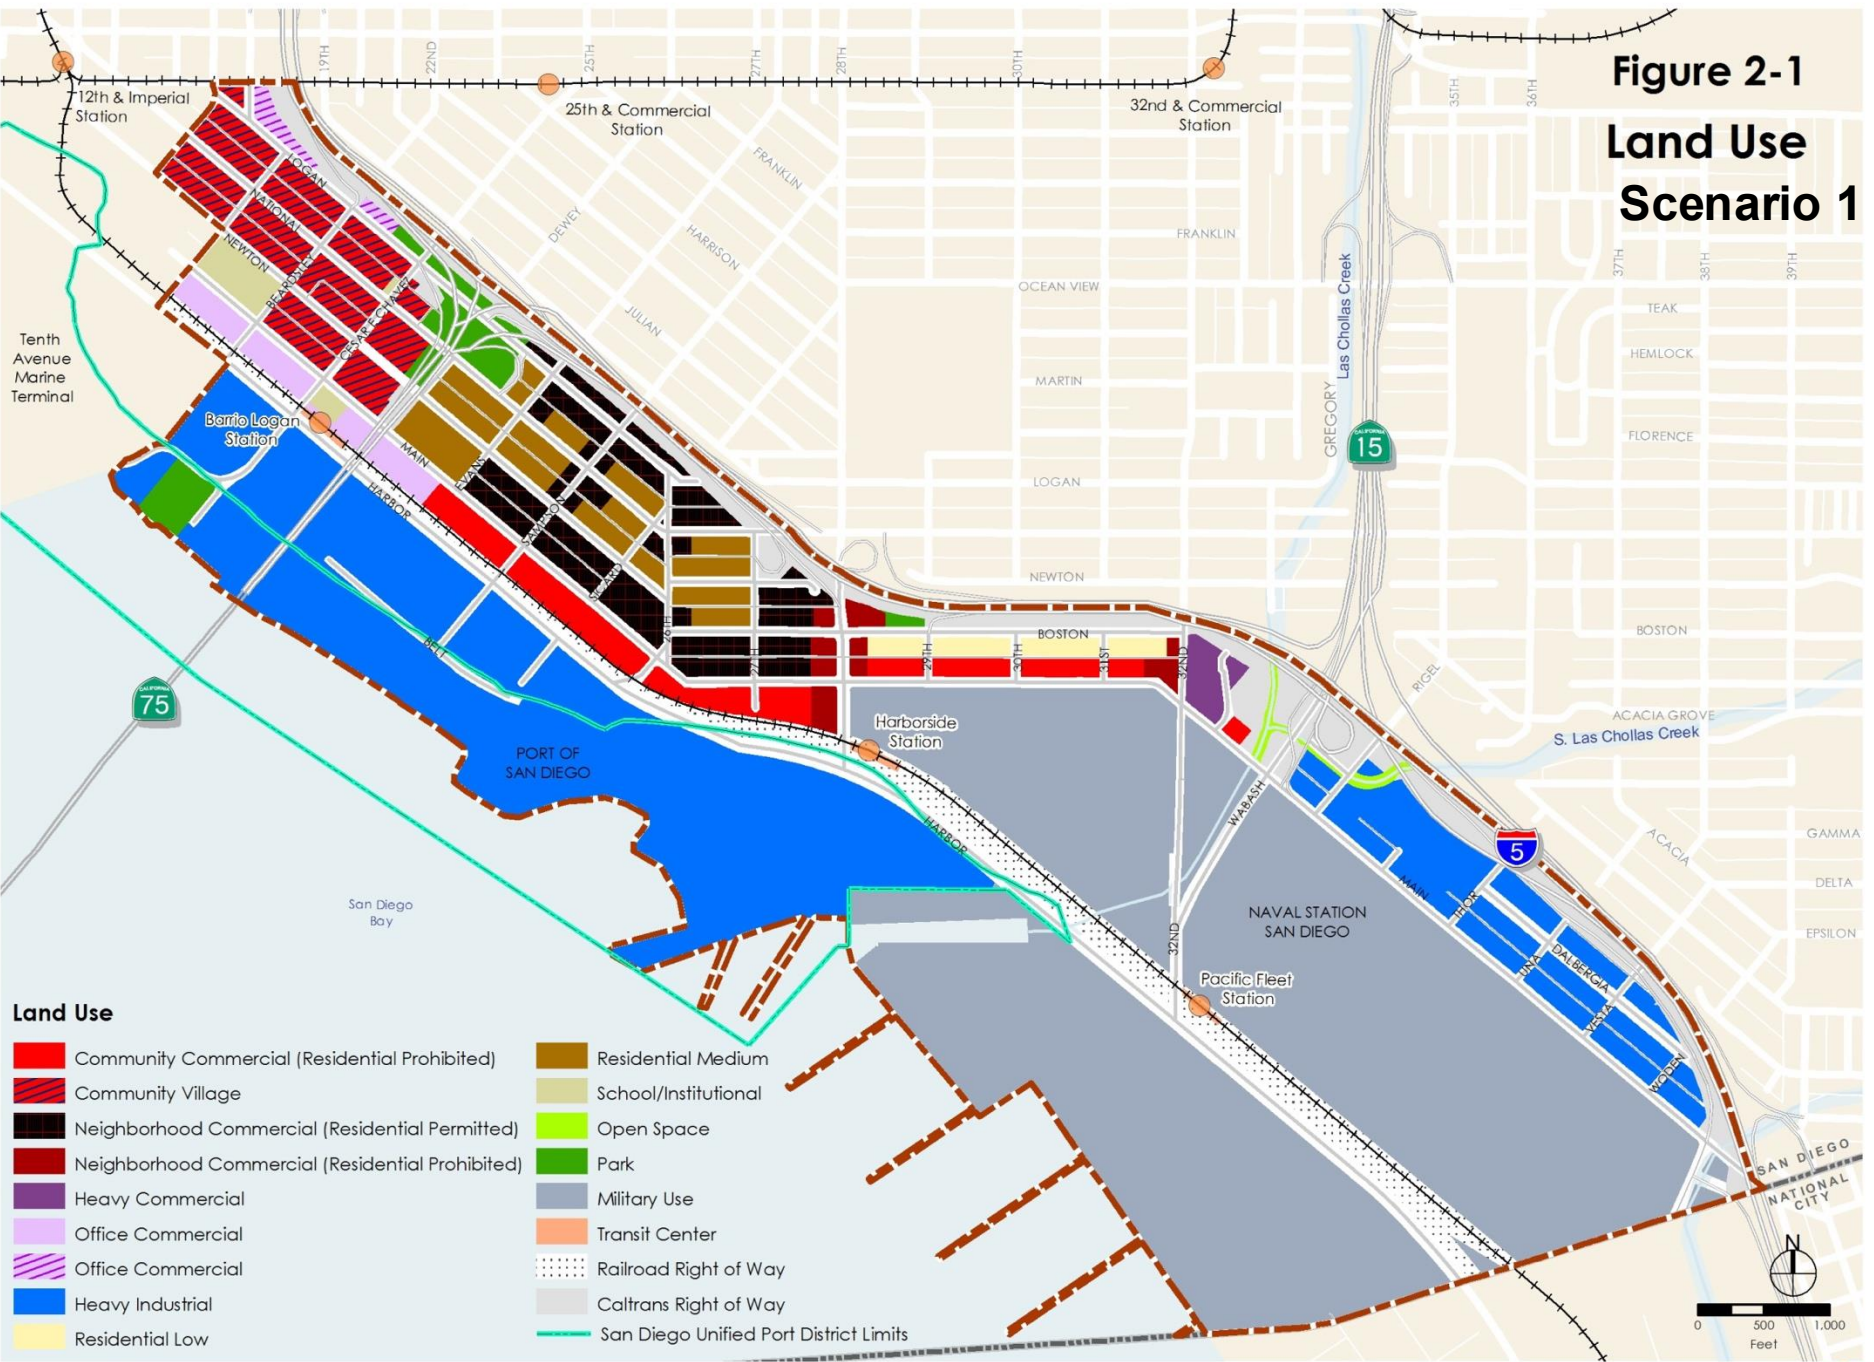 Figure 2-1
Land Use
Scenario 1
19TH
22ND
25TH
27TH
28TH
30TH
35TH
36TH
12th & Imperial
Station
25th & Commercial
Station
32nd & Commercial
Station
FRANKLIN
DEWEY
HARRISON
JULIAN
FRANKLIN
OCEAN VIEW
MARTIN
LOGAN
NEWTON
GREGORY
Las Chollas Creek
CALIFORNIA
15
37TH
38TH
39TH
TEAK
HEMLOCK
FLORENCE
BOSTON
RIGEL
ACACIA GROVE
S. Las Chollas Creek
ACACIA
GAMMA
DELTA
EPSILON
LOGAN
NATIONAL
NEWTON
BEARDSLEY
CESAR E CHAVEZ
Tenth
Avenue
Marine
Terminal
Barrio Logan
Station
MAIN
EVANS
HARBOR
SAMPSON
SICARD
26TH
27TH
BELT
BOSTON
29TH
30TH
31ST
32ND
CALIFORNIA
75
PORT OF
SAN DIEGO
Harborside
Station
HARBOR
WABASH
San Diego
Bay
32ND
NAVAL STATION
SAN DIEGO
Pacific Fleet
Station
5
MAIN
THOR
UNA
DALBERGIA
VESTA
WODEN
SAN DIEGO
NATIONAL
CITY
Land Use
Community Commercial (Residential Prohibited)
Community Village
Neighborhood Commercial (Residential Permitted)
Neighborhood Commercial (Residential Prohibited)
Heavy Commercial
Office Commercial
Office Commercial
Heavy Industrial
Residential Low
Residential Medium
School/Institutional
Open Space
Park
Military Use
Transit Center
Railroad Right of Way
Caltrans Right of Way
San Diego Unified Port District Limits
N
0 500 1,000
Feet